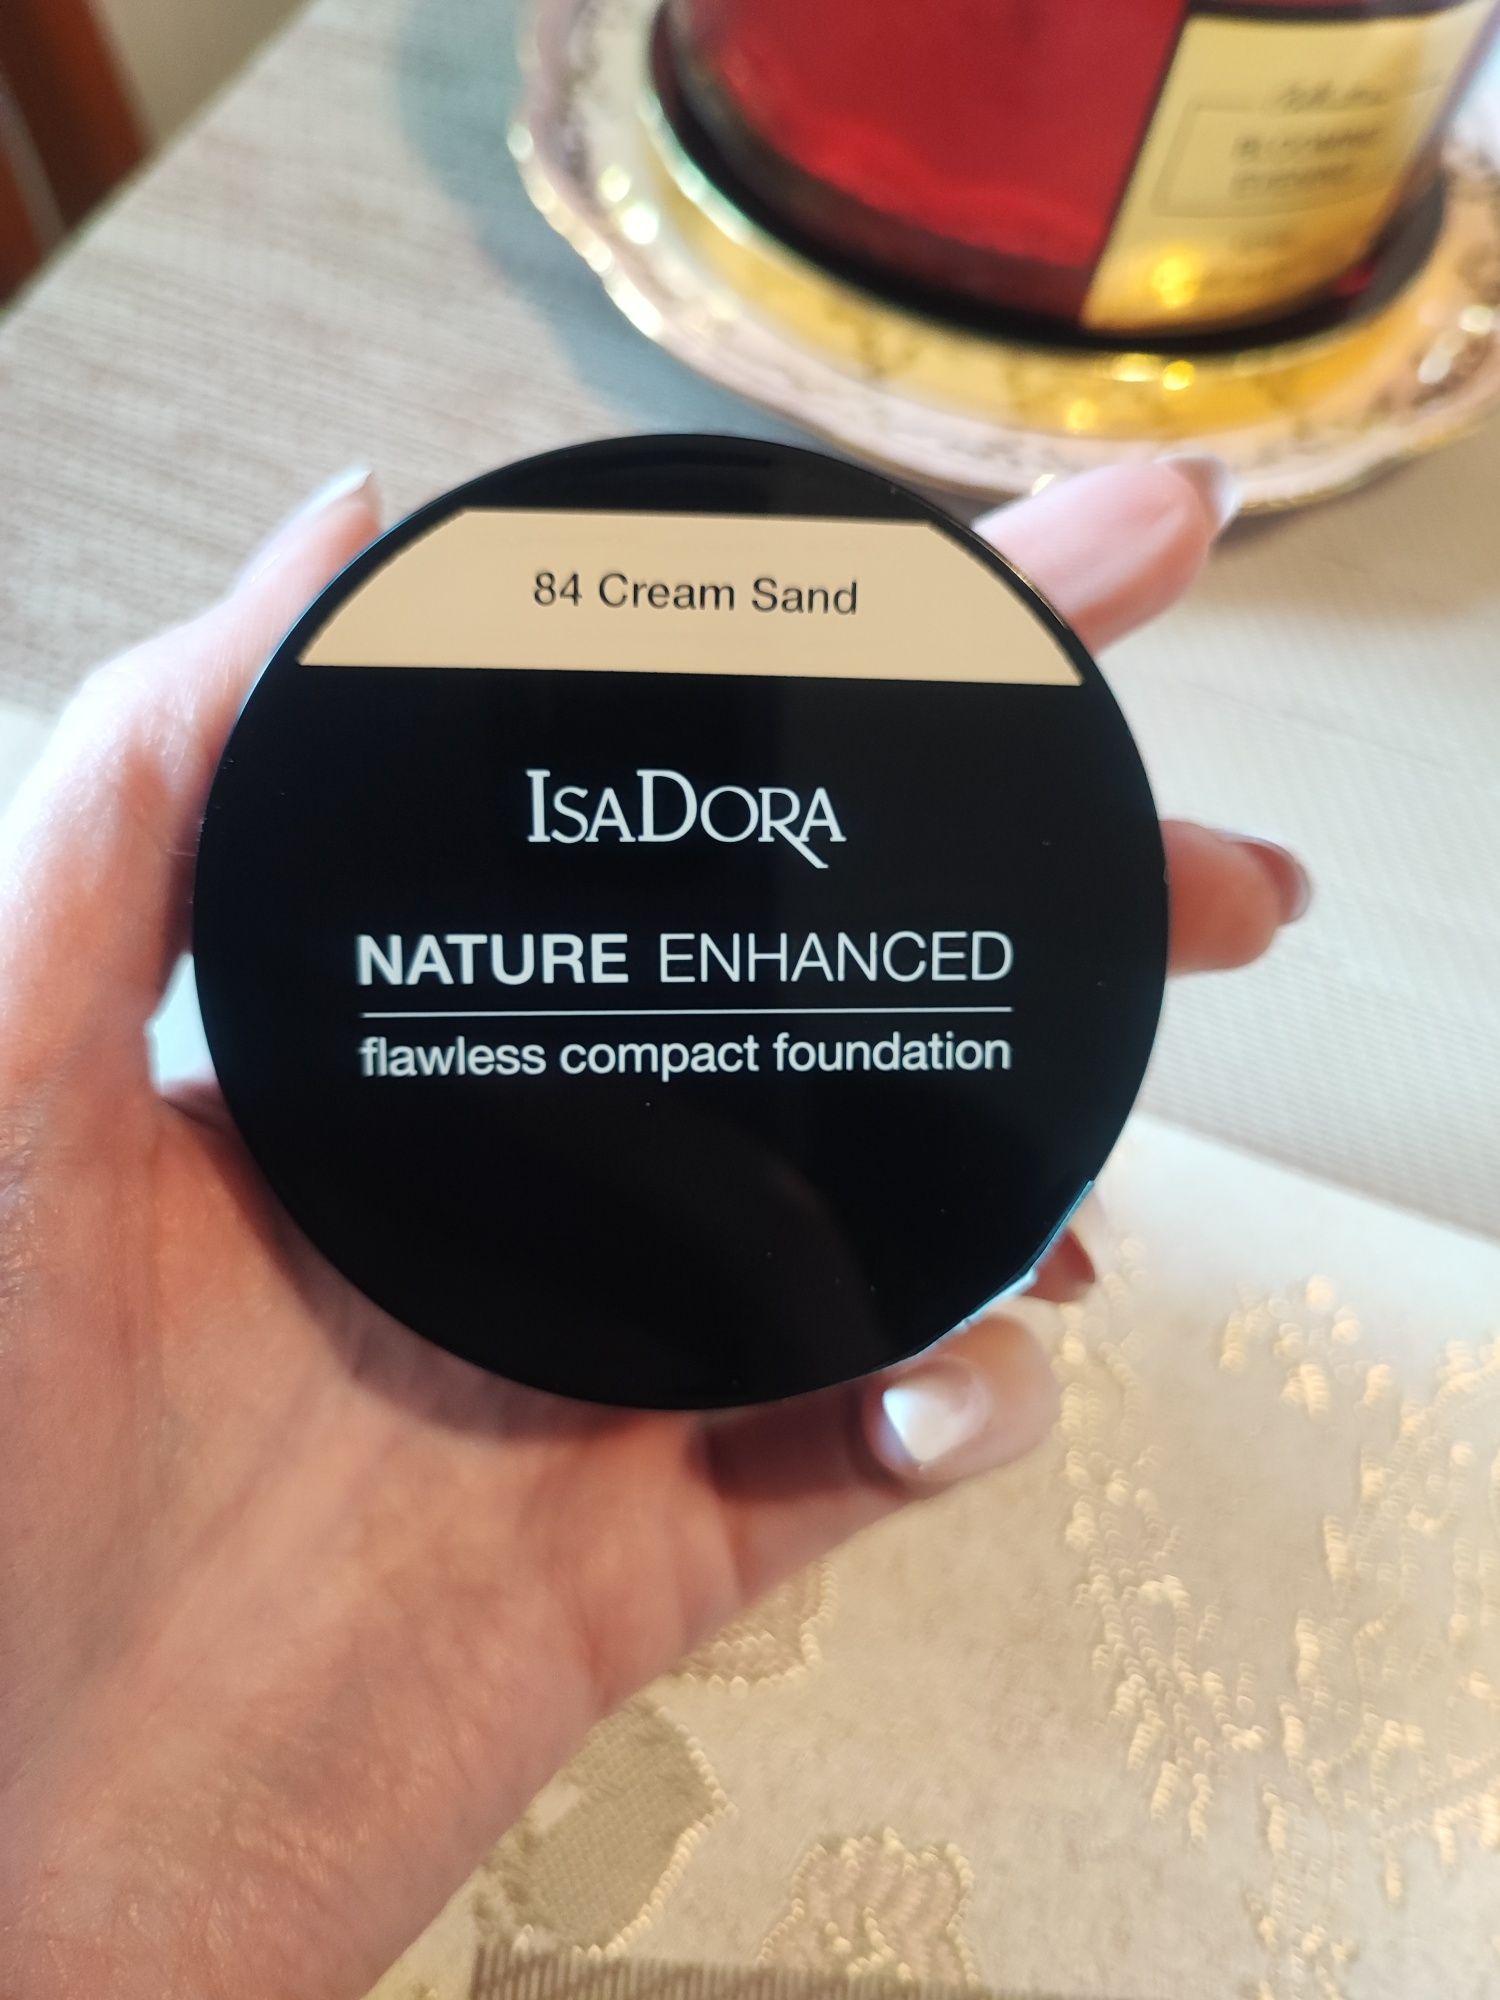 84 Cream Sand
ISADORA
NATURE ENHANCED
flawless compact foundation